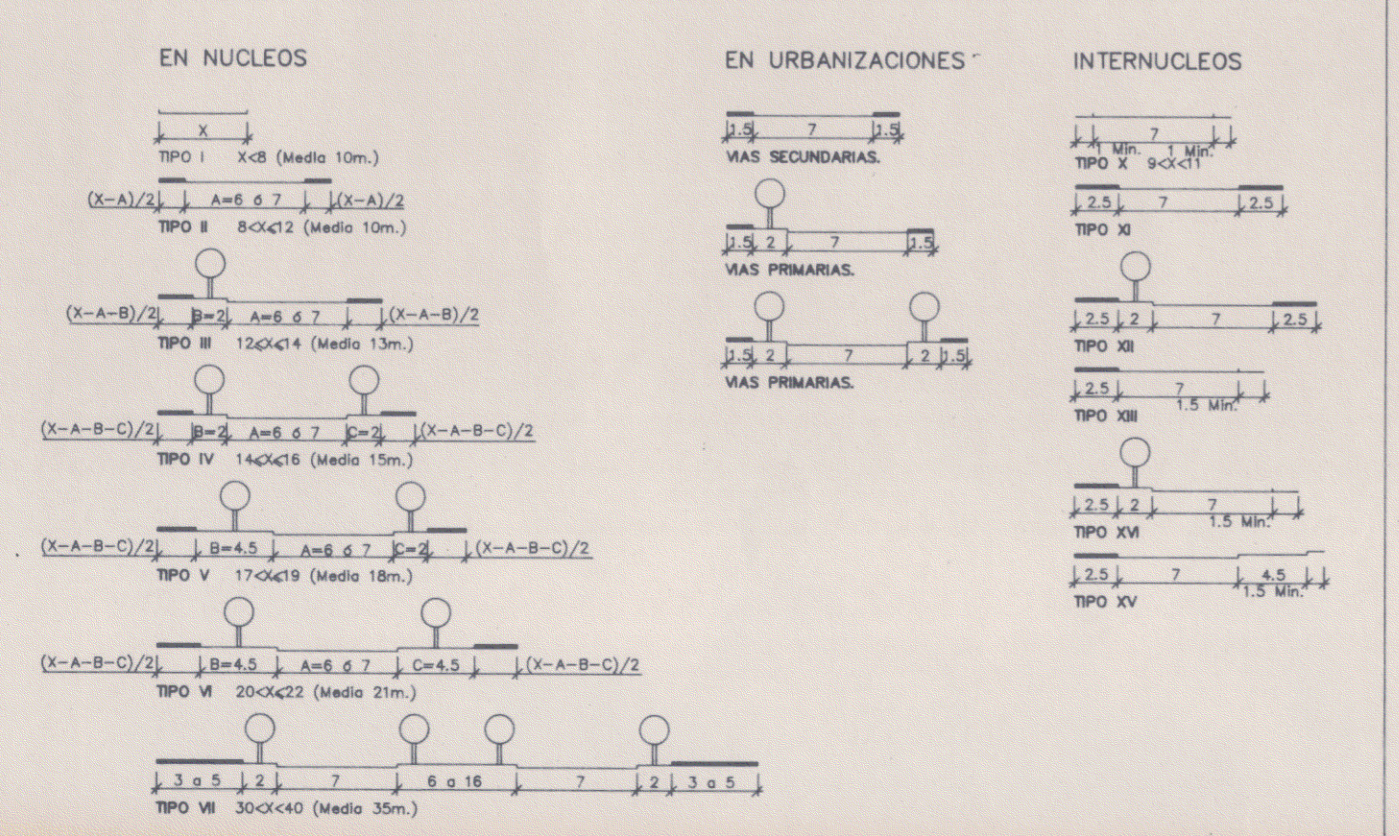 EN NUCLEOS
X
TIPO I X<8 (Media 10m.)
(X-A)/2 A=6 ó 7 (X-A)/2
TIPO II 8<X⩽12 (Media 10m.)
(X-A-B)/2 B=2 A=6 ó 7 (X-A-B)/2
TIPO III 12⩽X⩽14 (Media 13m.)
(X-A-B-C)/2 B=2 A=6 ó 7 C=2 (X-A-B-C)/2
TIPO IV 14⩽X⩽16 (Media 15m.)
(X-A-B-C)/2 B=4.5 A=6 ó 7 C=2 (X-A-B-C)/2
TIPO V 17<X⩽19 (Media 18m.)
(X-A-B-C)/2 B=4.5 A=6 ó 7 C=4.5 (X-A-B-C)/2
TIPO VI 20<X⩽22 (Media 21m.)
3 a 5 2 7 6 a 16 7 2 3 a 5
TIPO VII 30<X<40 (Media 35m.)
EN URBANIZACIONES
1.5 7 1.5
VIAS SECUNDARIAS.
1.5 2 7 1.5
VIAS PRIMARIAS.
1.5 2 7 2 1.5
VIAS PRIMARIAS.
INTERNUCLEOS
7
1 Min. 1 Min.
TIPO X 9<X<11
2.5 7 2.5
TIPO XI
2.5 2 7 2.5
TIPO XII
2.5 7
1.5 Min.
TIPO XIII
2.5 2 7
1.5 Min.
TIPO XVI
2.5 7 4.5
1.5 Min.
TIPO XV